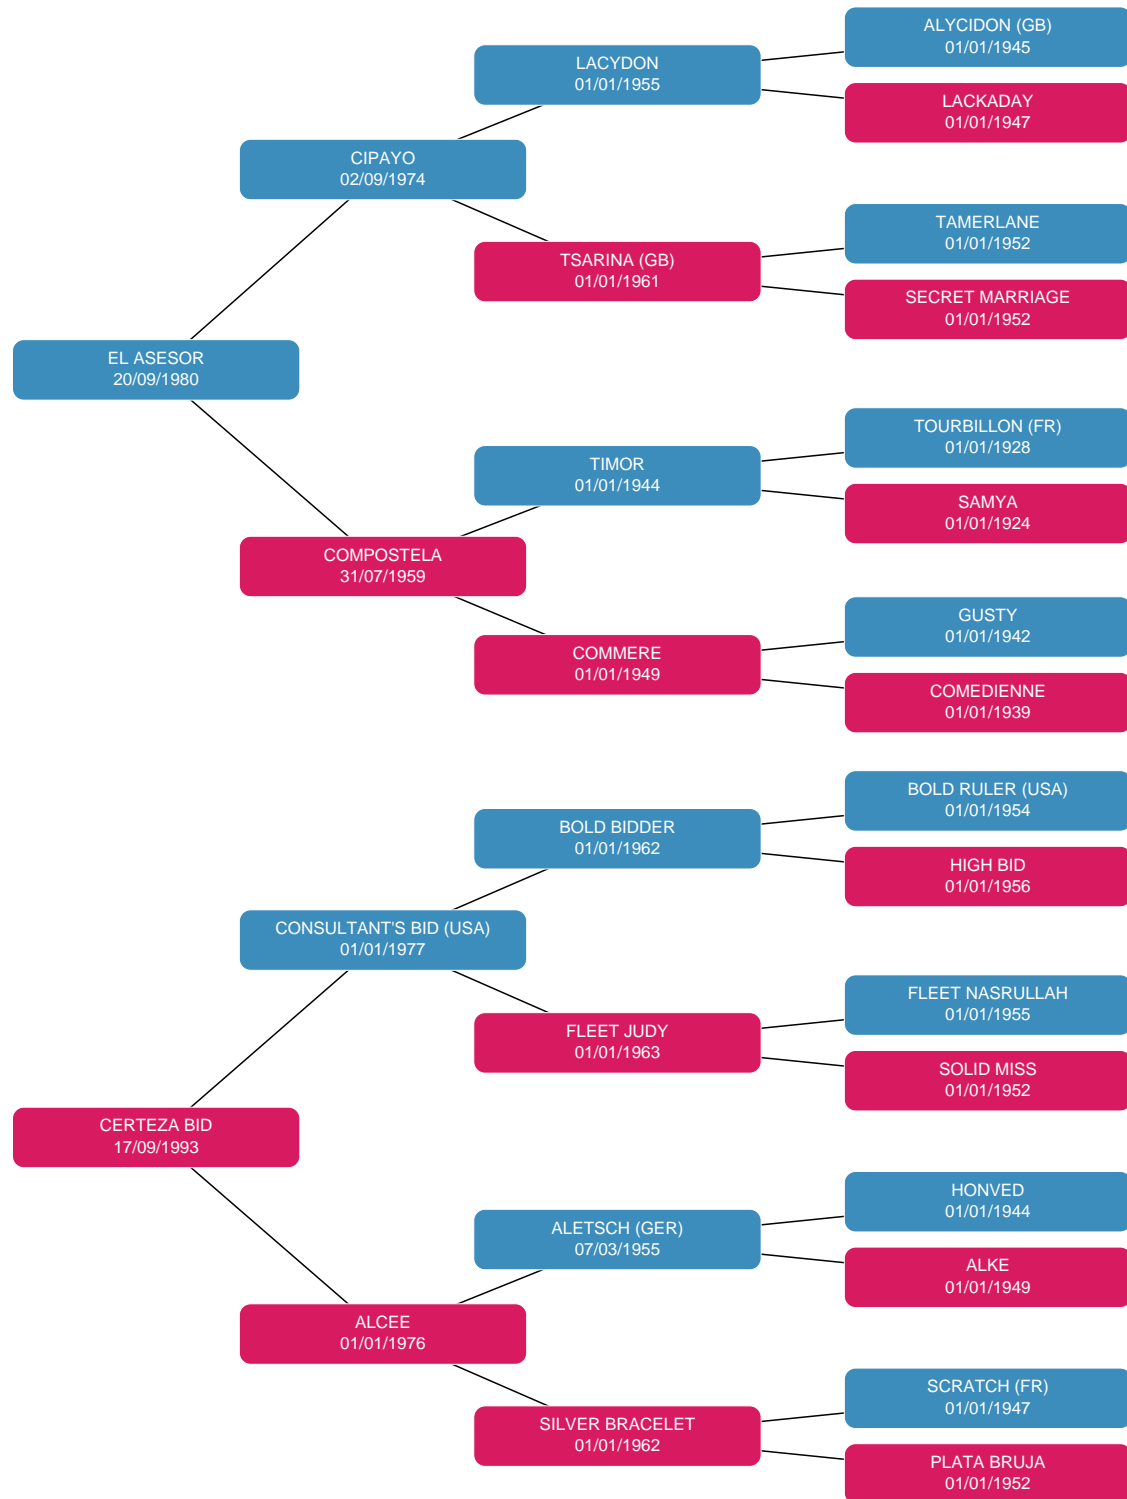 ALYCIDON (GB)
01/01/1945
LACYDON
01/01/1955
LACKADAY
01/01/1947
CIPAYO
02/09/1974
TAMERLANE
01/01/1952
TSARINA (GB)
01/01/1961
SECRET MARRIAGE
01/01/1952
EL ASESOR
20/09/1980
TOURBILLON (FR)
01/01/1928
TIMOR
01/01/1944
SAMYA
01/01/1924
COMPOSTELA
31/07/1959
GUSTY
01/01/1942
COMMERE
01/01/1949
COMEDIENNE
01/01/1939
BOLD RULER (USA)
01/01/1954
BOLD BIDDER
01/01/1962
HIGH BID
01/01/1956
CONSULTANT'S BID (USA)
01/01/1977
FLEET NASRULLAH
01/01/1955
FLEET JUDY
01/01/1963
SOLID MISS
01/01/1952
CERTEZA BID
17/09/1993
HONVED
01/01/1944
ALETSCH (GER)
07/03/1955
ALKE
01/01/1949
ALCEE
01/01/1976
SCRATCH (FR)
01/01/1947
SILVER BRACELET
01/01/1962
PLATA BRUJA
01/01/1952